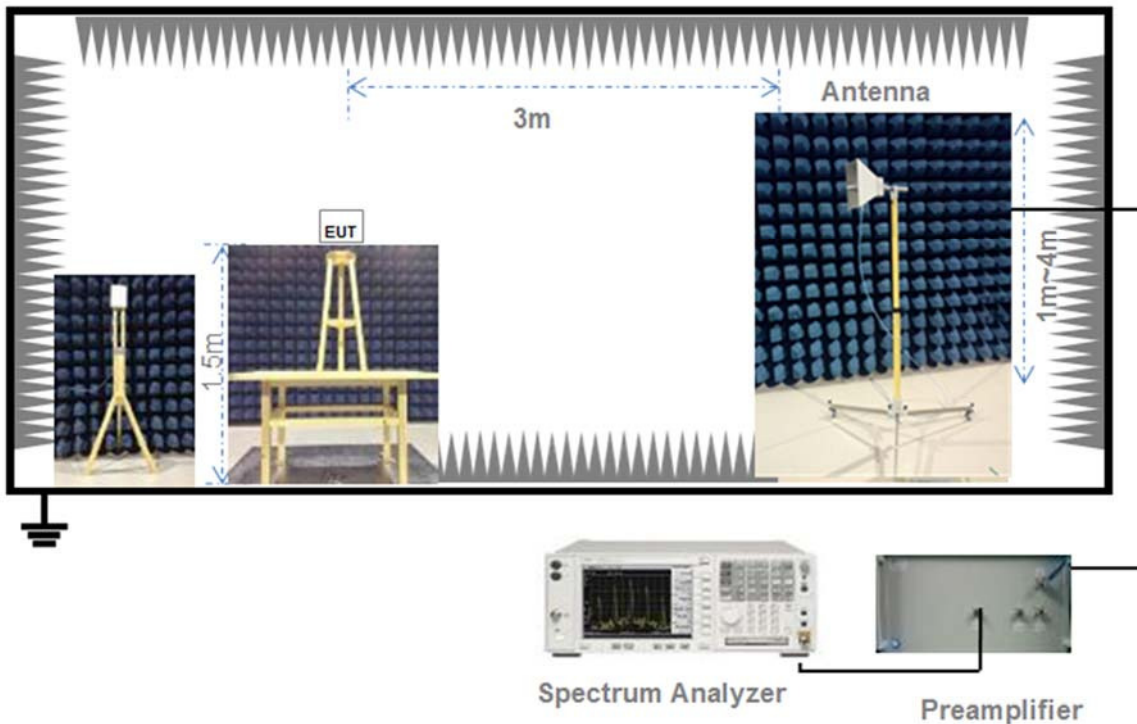 Antenna
3m
EUT
1.5m
1m~4m
Spectrum Analyzer
Preamplifier